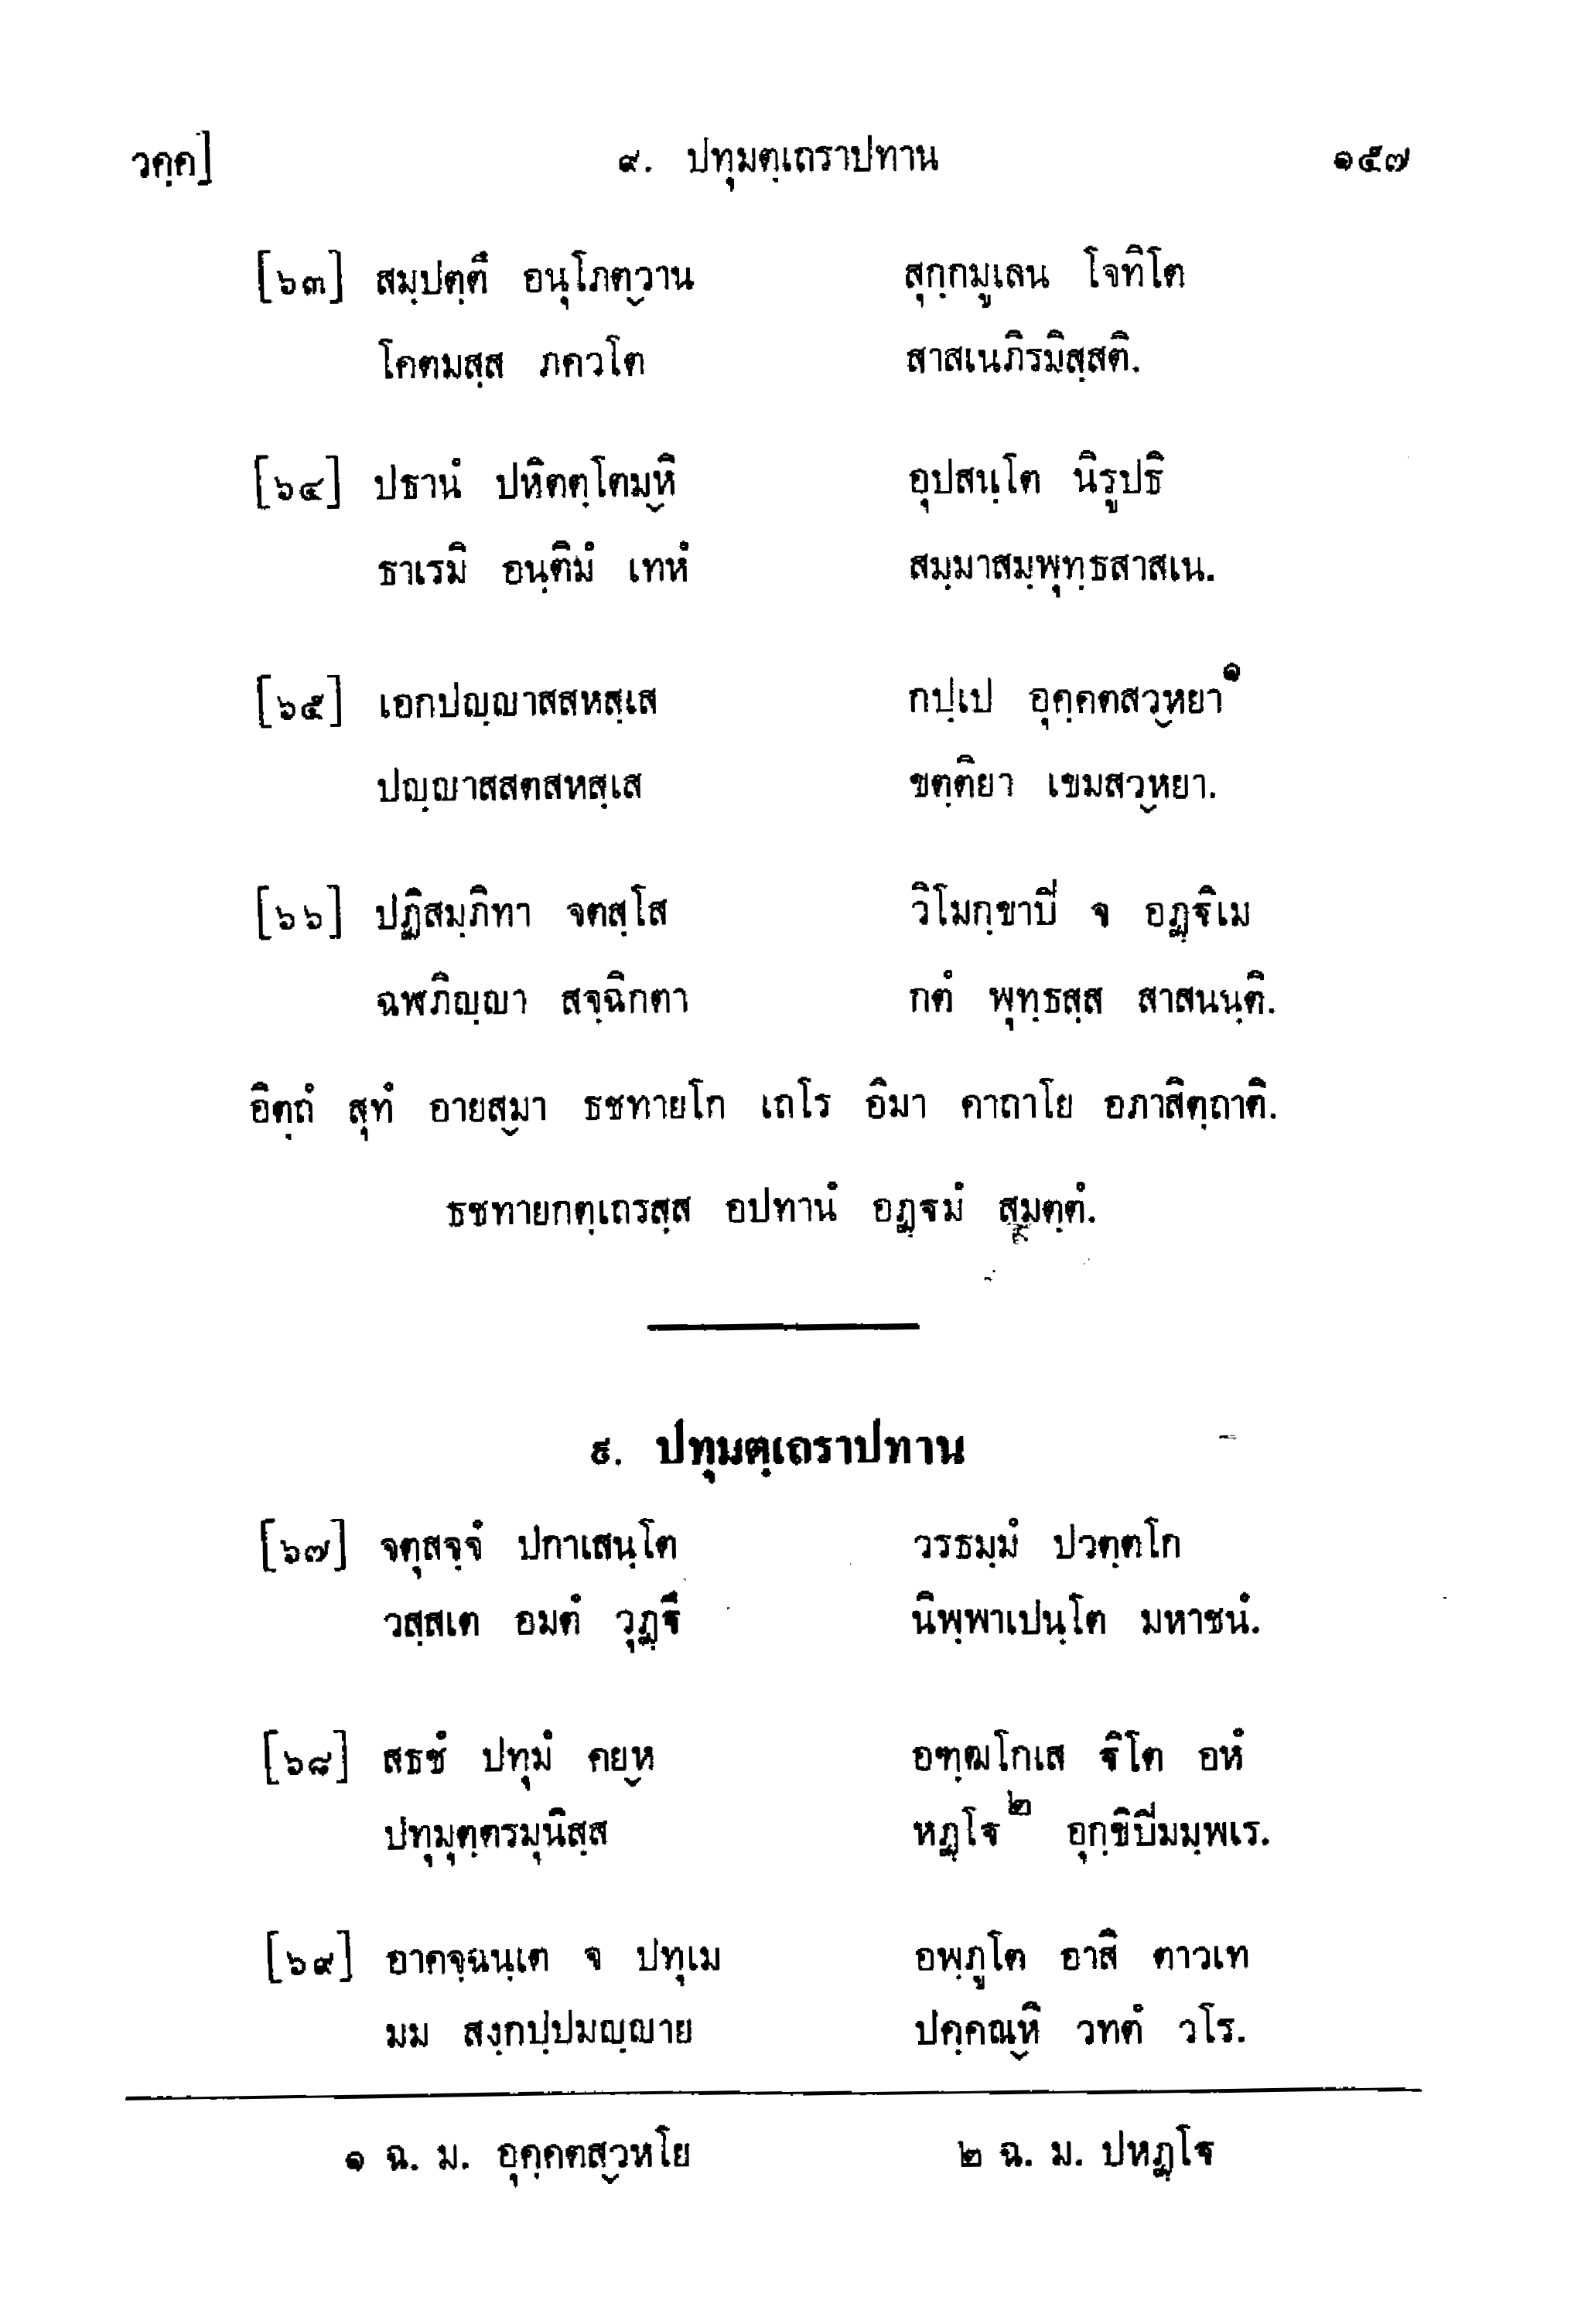 วคฺค] ๙. ปทุมตฺเถราปทาน ๑๕๗
[๖๓] สมฺปตฺตึ อนุโภตฺวาน สุกฺกมูเลน โจทิโต
โคตมสฺส ภควโต สาสเนภิรมิสฺสติ.
[๖๔] ปธานํ ปหิตตฺโตมฺหิ อุปสนฺโต นิรูปธิ
ธาเรมิ อนฺติมํ เทหํ สมฺมาสมฺพุทฺธสาสเน.
[๖๕] เอกปญฺญาสสหสฺเส กปฺเป อุคฺคตสวฺหยา๑
ปญฺญาสสตสหสฺเส ขตฺติยา เขมสวฺหยา.
[๖๖] ปฏิสมฺภิทา จตสฺโส วิโมกฺขาปิ จ อฏฺฐิเม
ฉฬภิญฺญา สจฺฉิกตา กตํ พุทฺธสฺส สาสนนฺติ.
อิตฺถํ สุทํ อายสฺมา ธชทายโก เถโร อิมา คาถาโย อภาสิตฺถาติ.
ธชทายกตฺเถรสฺส อปทานํ อฏฺฐมํ สมตฺตํ.
๙. ปทุมตฺเถราปทาน
[๖๗] จตุสจฺจํ ปกาเสนฺโต วรธมฺมํ ปวตฺตโก
วสฺสเต อมตํ วุฏฺฐึ นิพฺพาเปนฺโต มหาชนํ.
[๖๘] สธชํ ปทุมํ คยฺห อฑฺฒโกเส ฐิโต อหํ
ปทุมุตฺตรมุนิสฺส หฏฺโฐ๒ อุกฺขิปิมมฺพเร.
[๖๙] อาคจฺฉนฺเต จ ปทุเม อพฺภูโต อาสิ ตาวเท
มม สงฺกปฺปมญฺญาย ปคฺคณฺหิ วทตํ วโร.
๑ ฉ. ม. อุคฺคตสฺวหโย ๒ ฉ. ม. ปหฏฺโฐ